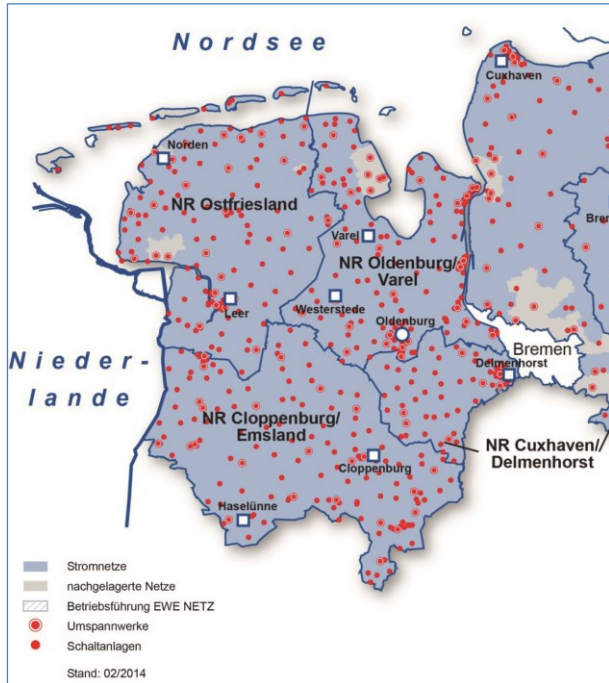 Nordsee
Cuxhaven
Norden
NR Ostfriesland
Brem
Varel
NR Oldenburg/
Varel
Leer
Westerstede
Oldenburg
Bremen
Nieder-
lande
Delmenhorst
NR Cloppenburg/
Emsland
NR Cuxhaven//
Delmenhorst
Cloppenburg
Haselünne
Stromnetze
nachgelagerte Netze
Betriebsführung EWE NETZ
Umspannwerke
Schaltanlagen
Stand: 02/2014